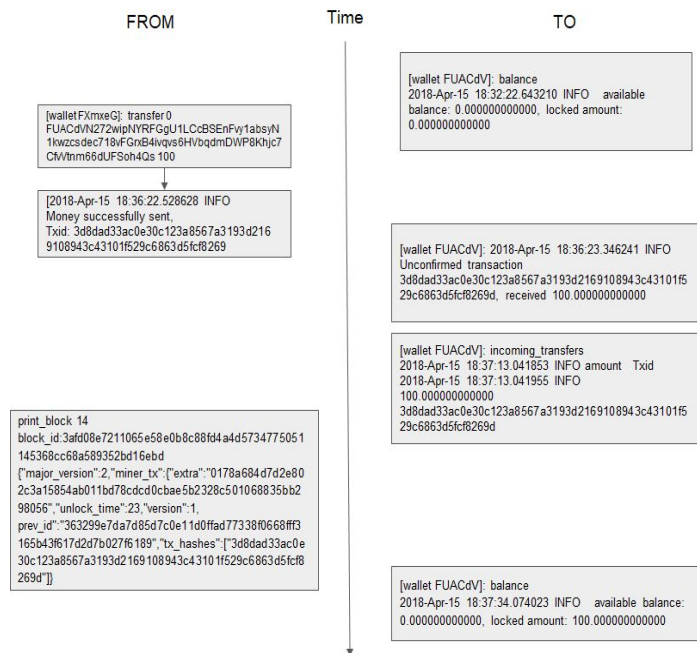 FROM
Time
TO
[wallet FUACdV]: balance
2018-Apr-15 18:32:22.643210 INFO available
balance: 0.000000000000, locked amount:
0.000000000000
[wallet FXmxeG]: transfer 0
FUACdVN272wipNYRFGgU1LCcBSEnFvy1absyN
1kwzcsdec718vFGrxB4ivqvs6HVbqdmDWP8Khjc7
CfvVtnm66dUFSoh4Qs 100
[2018-Apr-15 18:36:22.528628 INFO
Money successfully sent,
Txid: 3d8dad33ac0e30c123a8567a3193d216
9108943c43101f529c6863d5fcf8269
[wallet FUACdV]: 2018-Apr-15 18:36:23.346241 INFO
Unconfirmed transaction
3d8dad33ac0e30c123a8567a3193d2169108943c43101f5
29c6863d5fcf8269d, received 100.000000000000
[wallet FUACdV]: incoming_transfers
2018-Apr-15 18:37:13.041853 INFO amount Txid
2018-Apr-15 18:37:13.041955 INFO
100.000000000000
3d8dad33ac0e30c123a8567a3193d2169108943c43101f5
29c6863d5fcf8269d
print_block 14
block_id:3afd08e7211065e58e0b8c88fd4a4d5734775051
145368cc68a589352bd16ebd
{"major_version":2,"miner_tx":{"extra":"0178a684d7d2e80
2c3a15854ab011bd78cdcd0cbae5b2328c501068835bb2
98056","unlock_time":23,"version":1,
prev_id":"363299e7da7d85d7c0e11d0ffad77338f0668fff3
165b43f617d2d7b027f6189","tx_hashes":["3d8dad33ac0e
30c123a8567a3193d2169108943c43101f529c6863d5fcf8
269d"]}
[wallet FUACdV]: balance
2018-Apr-15 18:37:34.074023 INFO available balance:
0.000000000000, locked amount: 100.000000000000